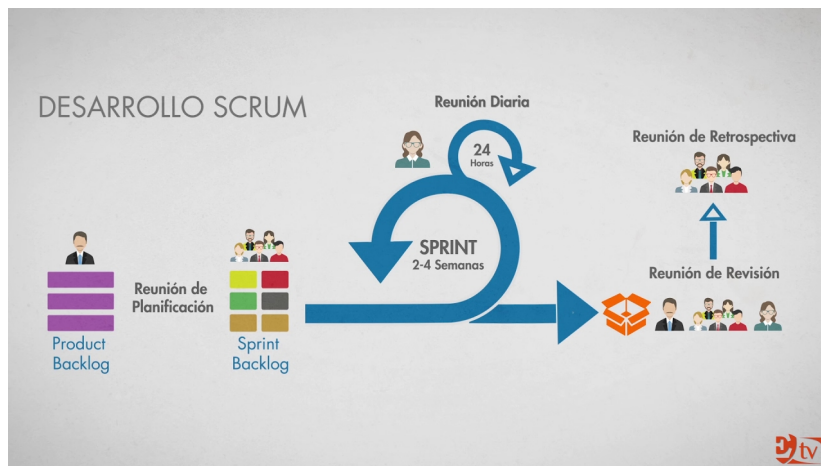 DESARROLLO SCRUM
Reunión Diaria
24
Horas
Reunión de Retrospectiva
SPRINT
2-4 Semanas
Reunión de
Planificación
Reunión de Revisión
Product
Backlog
Sprint
Backlog
E tv